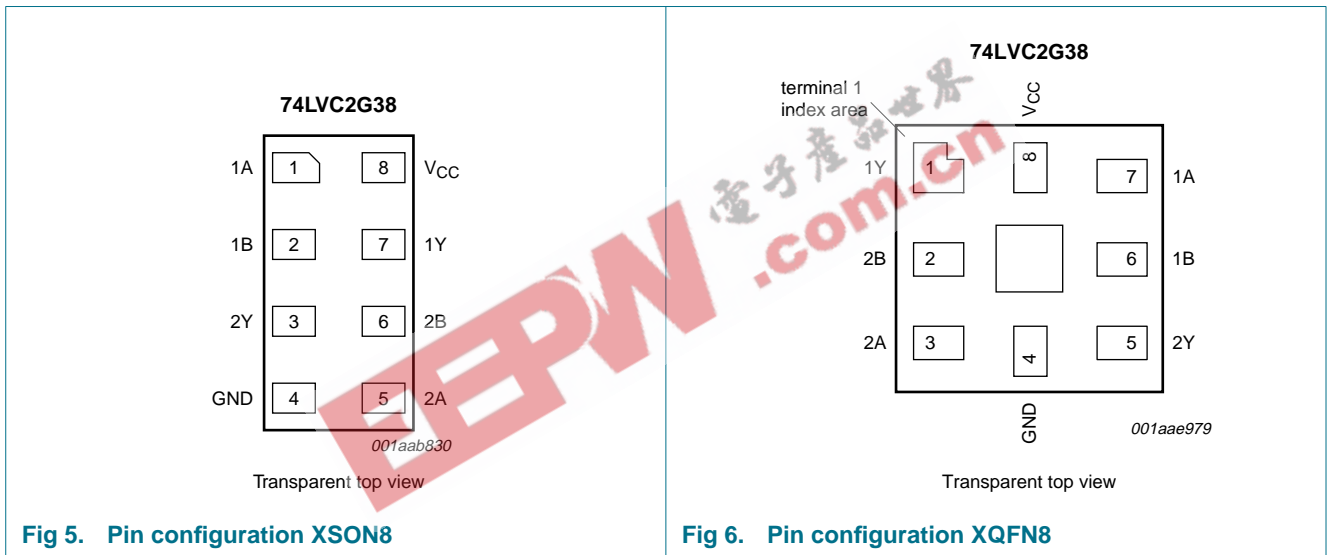 74LVC2G38
1A 1 8 VCC
1B 2 7 1Y
2Y 3 6 2B
GND 4 5 2A
001aab830
Transparent top view
Fig 5. Pin configuration XSON8
74LVC2G38
terminal 1
index area
VCC
1Y 1 8 7 1A
2B 2 6 1B
2A 3 4 5 2Y
GND
001aae979
Transparent top view
Fig 6. Pin configuration XQFN8
EEPW 電子產品世界
.com.cn